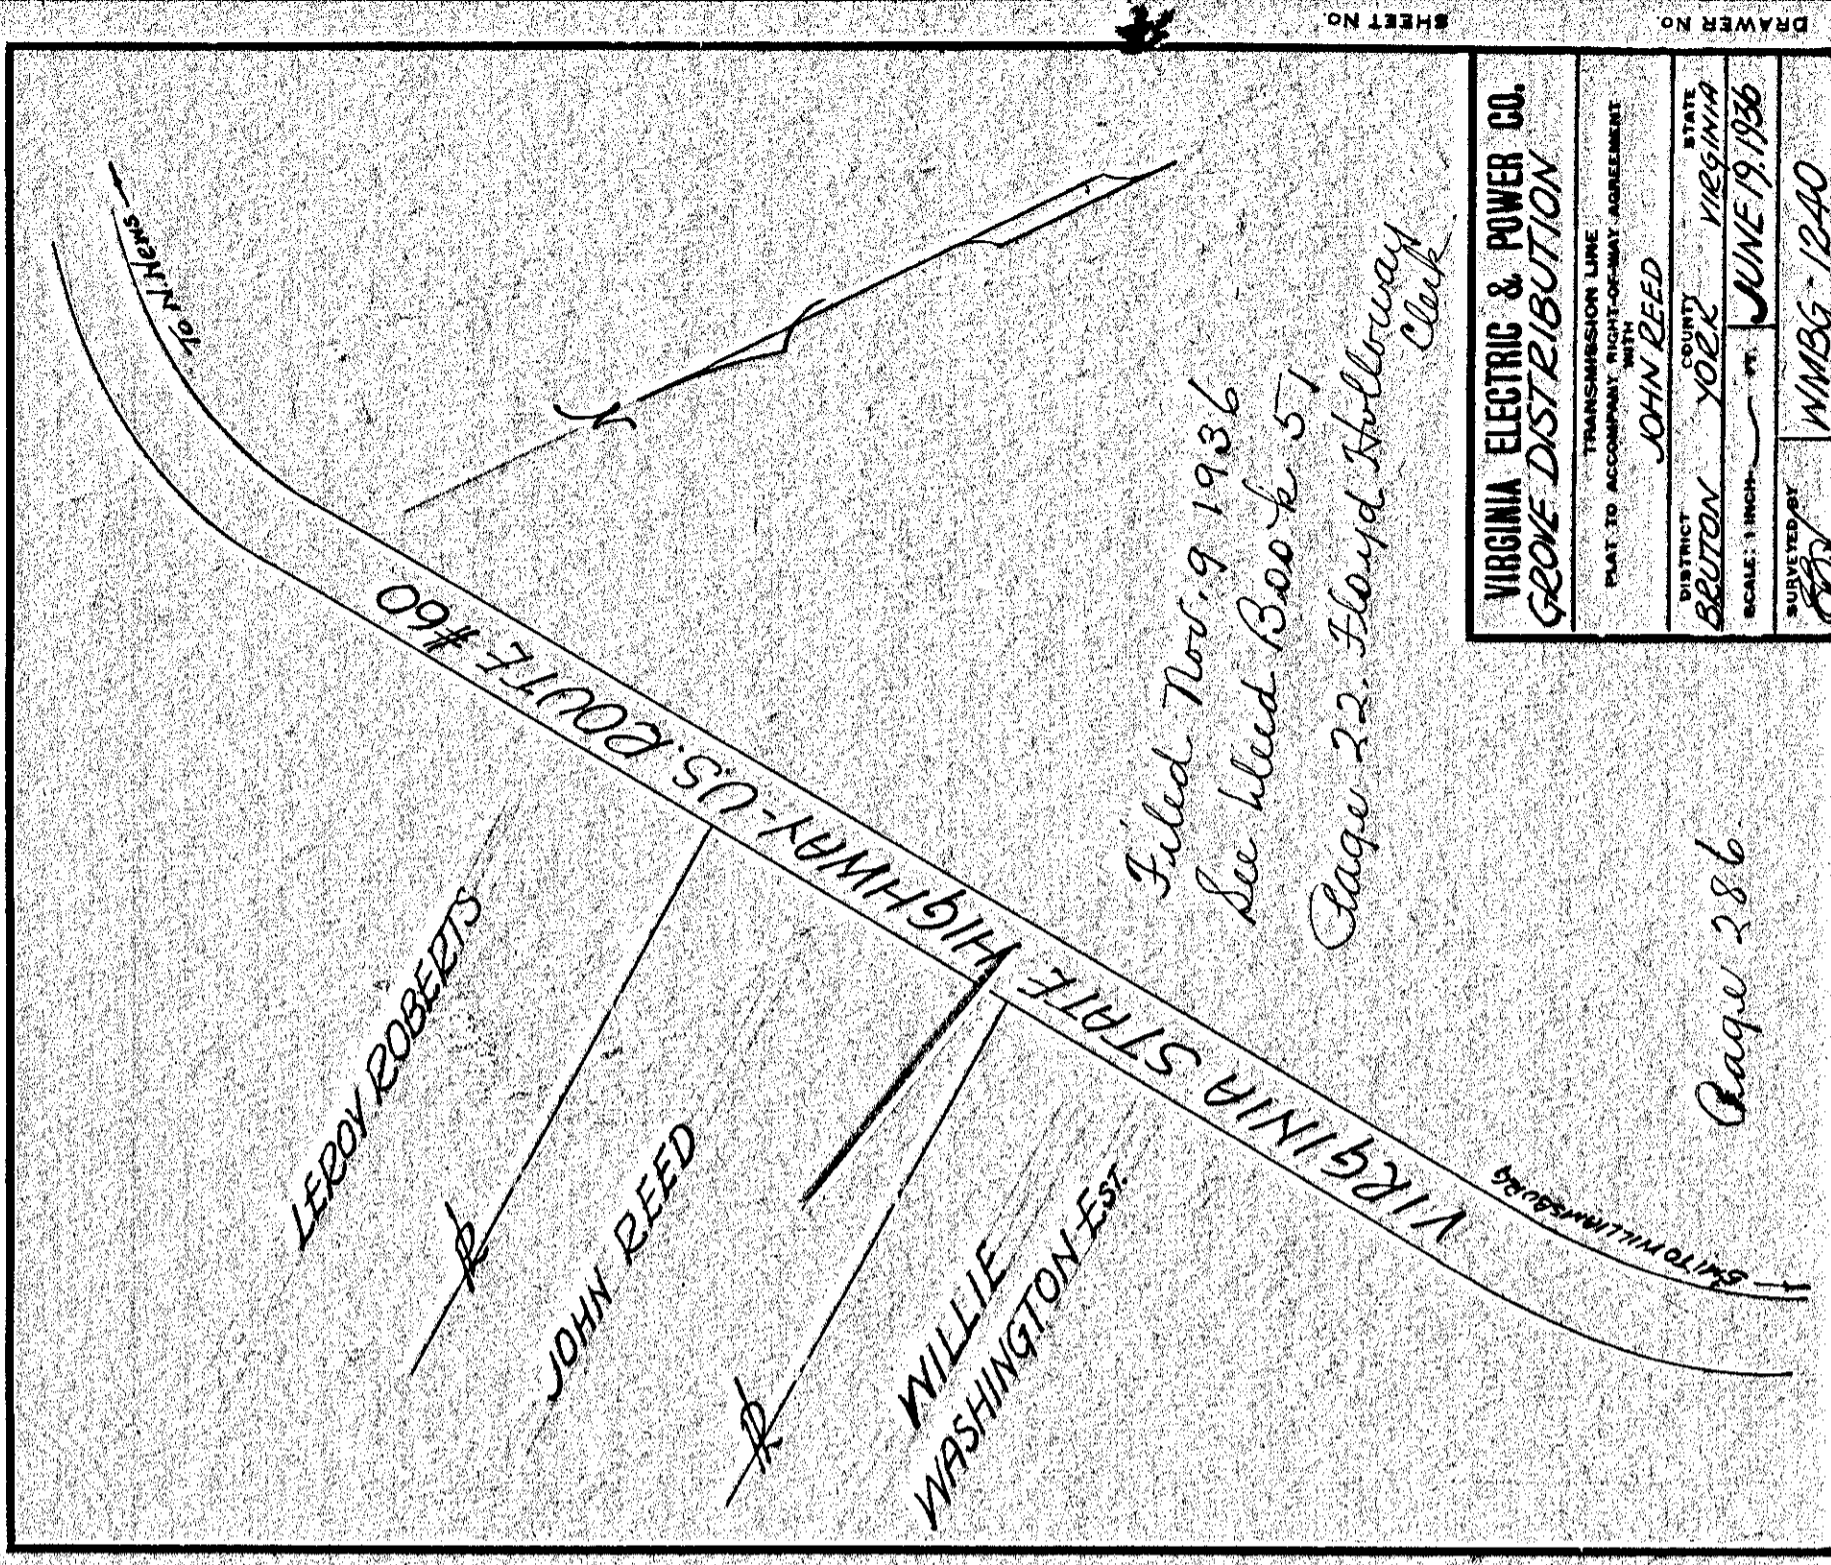 SHEET NO.
DRAWER NO.
To N. News
VIRGINIA STATE HIGHWAY - U.S. ROUTE #60
LEROY ROBERTS
JOHN REED
WILLIE
WASHINGTON EST.
N
Filed Nov. 9 1936
See Deed Book 51
Page 22. Floyd Holloway
Clerk
Page 286.
VIRGINIA ELECTRIC & POWER CO.
GROVE DISTRIBUTION
TRANSMISSION LINE
PLAT TO ACCOMPANY RIGHT-OF-WAY AGREEMENT
WITH
JOHN REED
DISTRICT COUNTY STATE
BRUTON YORK VIRGINIA
SCALE: 1 INCH FT. JUNE 19, 1936
SURVEYED BY
WMBG-1240